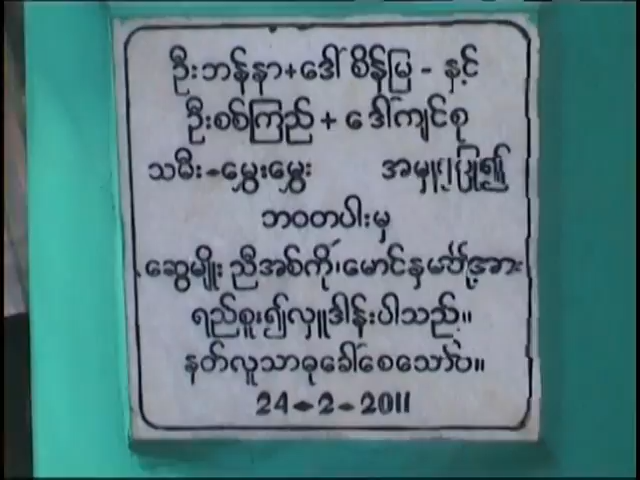 ဦးဘန်နာ+ဒေါ်စိန်မြ - နှင့်
ဦးစစ်ကြည် + ဒေါ်ကျင်စု
သမီး-မွှေးမွှေး အမှူးပြု၍
ဘဝတပါးမှ
ဆွေမျိုး ညီအစ်ကို၊မောင်နှမတို့အား
ရည်စူး၍လှူဒါန်းပါသည်။
နတ်လူသာဓုခေါ်စေသော်ဝ်။
24-2-2011